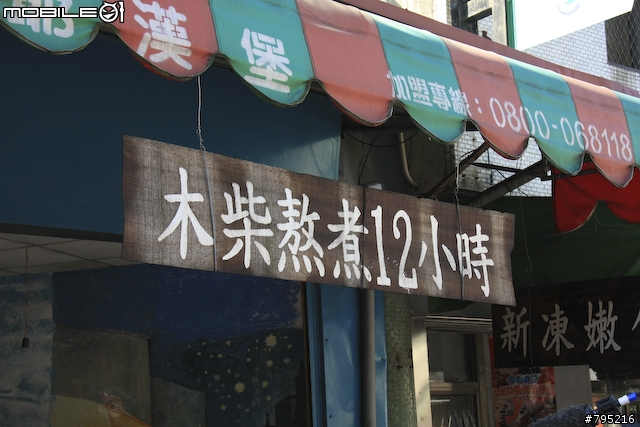 mobile01
漢堡
加盟專線：0800-068118
木柴熬煮12小時
新凍嫩
#795216